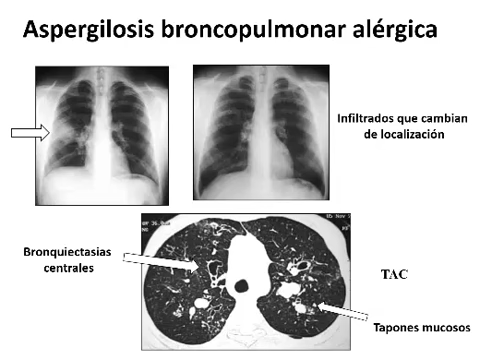 Aspergilosis broncopulmonar alérgica
Infiltrados que cambian
de localización
Bronquiectasias
centrales
TAC
Tapones mucosos